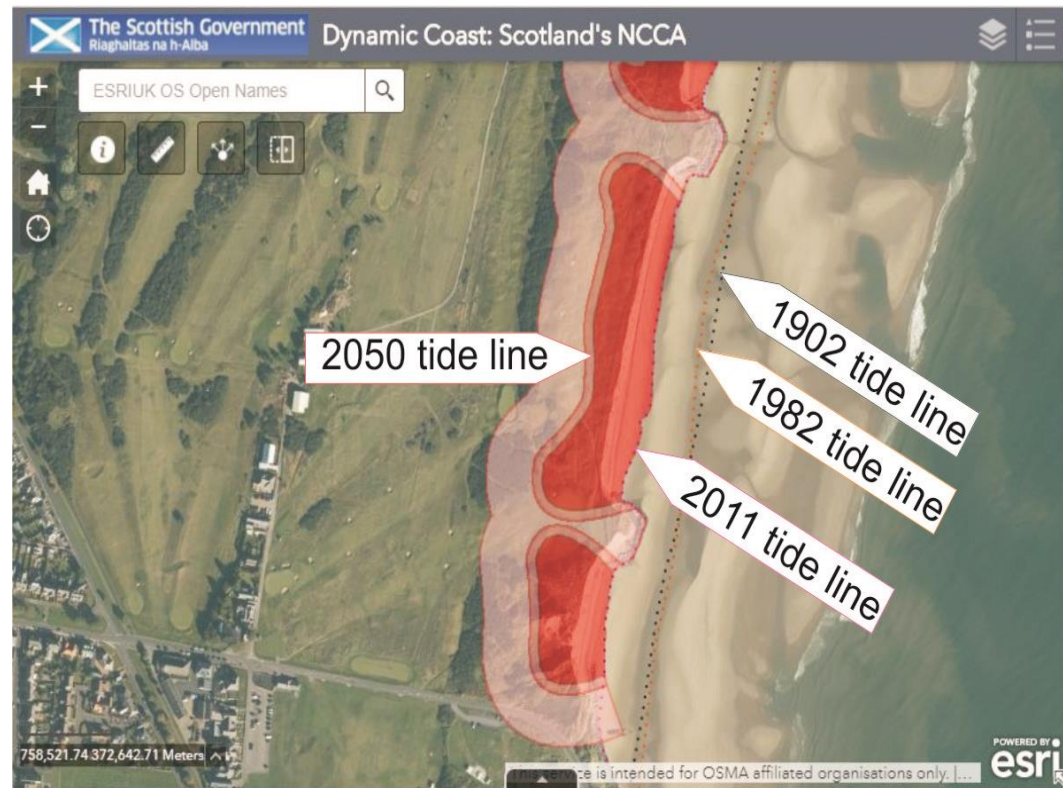 The Scottish Government
Riaghaltas na h-Alba
Dynamic Coast: Scotland's NCCA
+
ESRIUK OS Open Names
−
i
2050 tide line
1902 tide line
1982 tide line
2011 tide line
758,521.74 372,642.71 Meters
POWERED BY
esri
This service is intended for OSMA affiliated organisations only. |...